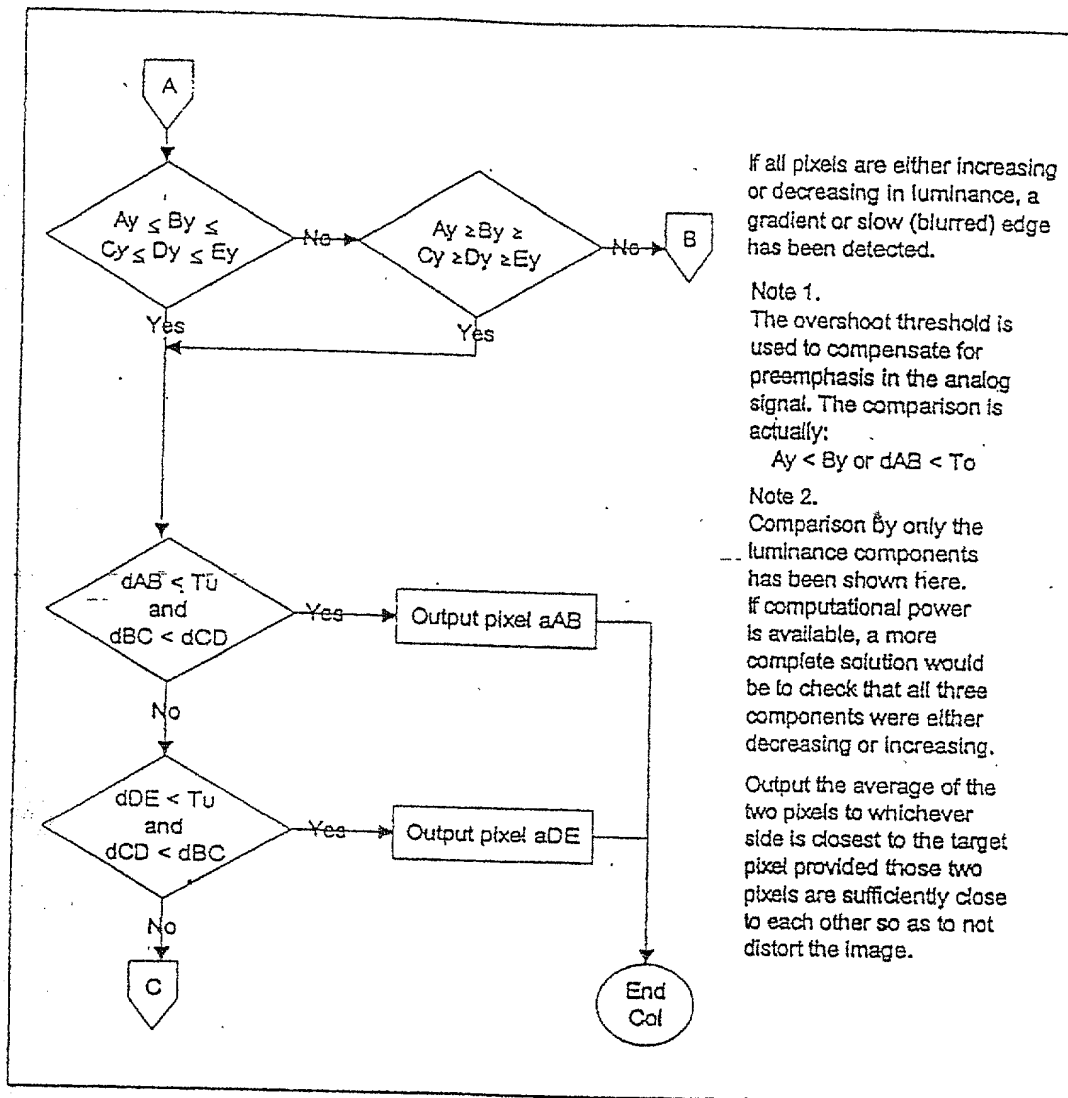 A
Ay ≤ By ≤
Cy ≤ Dy ≤ Ey
No
Ay ≥By ≥
Cy ≥Dy ≥Ey
No
B
Yes
Yes
dAB < Tu
and
dBC < dCD
Yes
Output pixel aAB
No
dDE < Tu
and
dCD < dBC
Yes
Output pixel aDE
No
C
End
Col
If all pixels are either increasing
or decreasing in luminance, a
gradient or slow (blurred) edge
has been detected.
Note 1.
The overshoot threshold is
used to compensate for
preemphasis in the analog
signal. The comparison is
actually:
Ay < By or dAB < To
Note 2.
Comparison by only the
luminance components
has been shown here.
If computational power
is available, a more
complete solution would
be to check that all three
components were either
decreasing or increasing.
Output the average of the
two pixels to whichever
side is closest to the target
pixel provided those two
pixels are sufficiently close
to each other so as to not
distort the image.